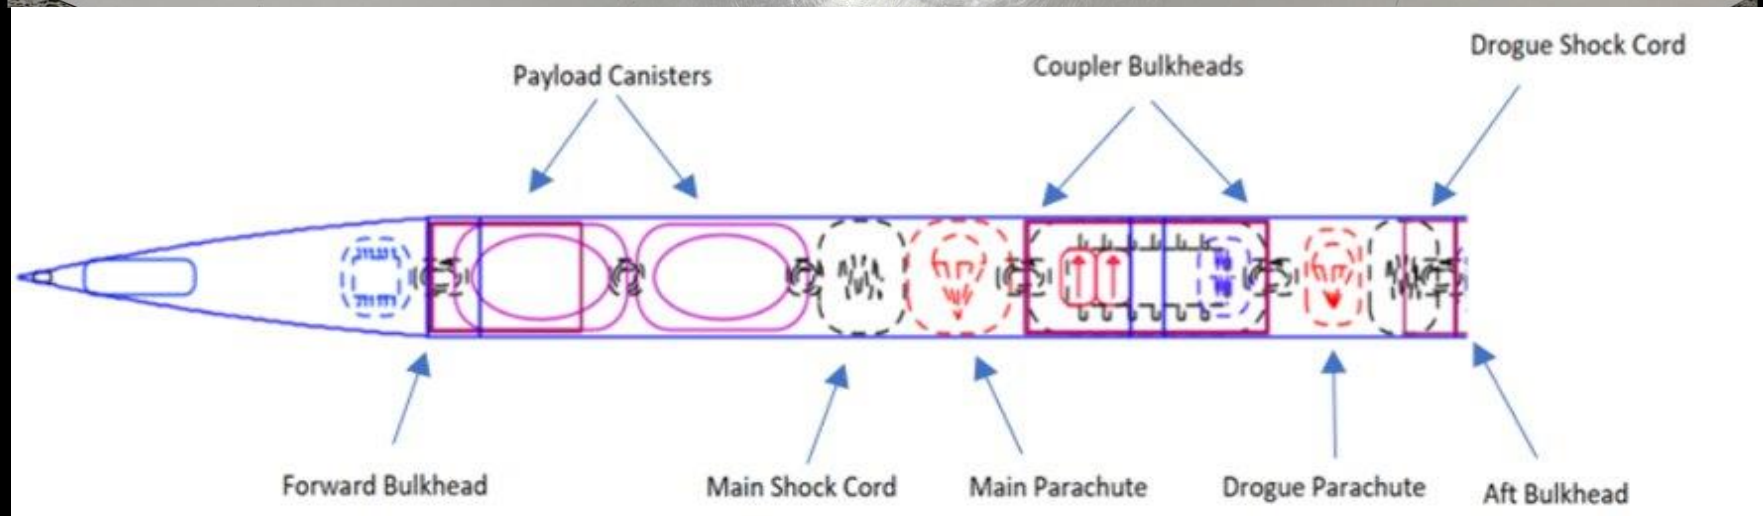 Drogue Shock Cord
Payload Canisters
Coupler Bulkheads
Forward Bulkhead
Main Shock Cord
Main Parachute
Drogue Parachute
Aft Bulkhead